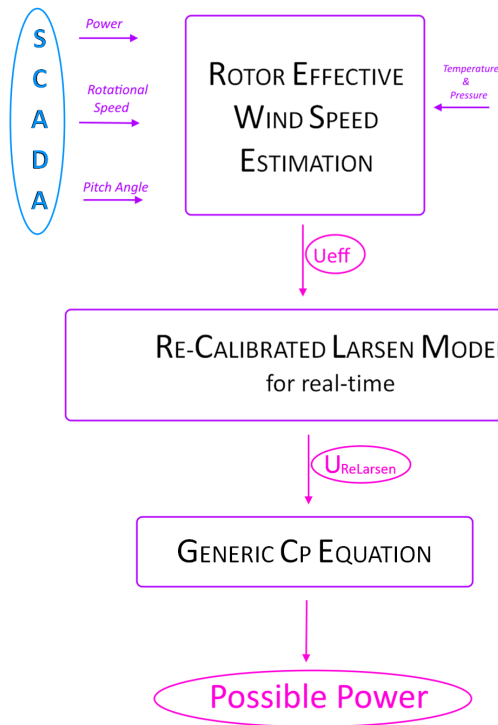 S
C
A
D
A
Power
Rotational
Speed
Pitch Angle
ROTOR EFFECTIVE
WIND SPEED
ESTIMATION
Temperature
&
Pressure
Ueff
RE-CALIBRATED LARSEN MODEL
for real-time
UReLarsen
GENERIC CP EQUATION
Possible Power